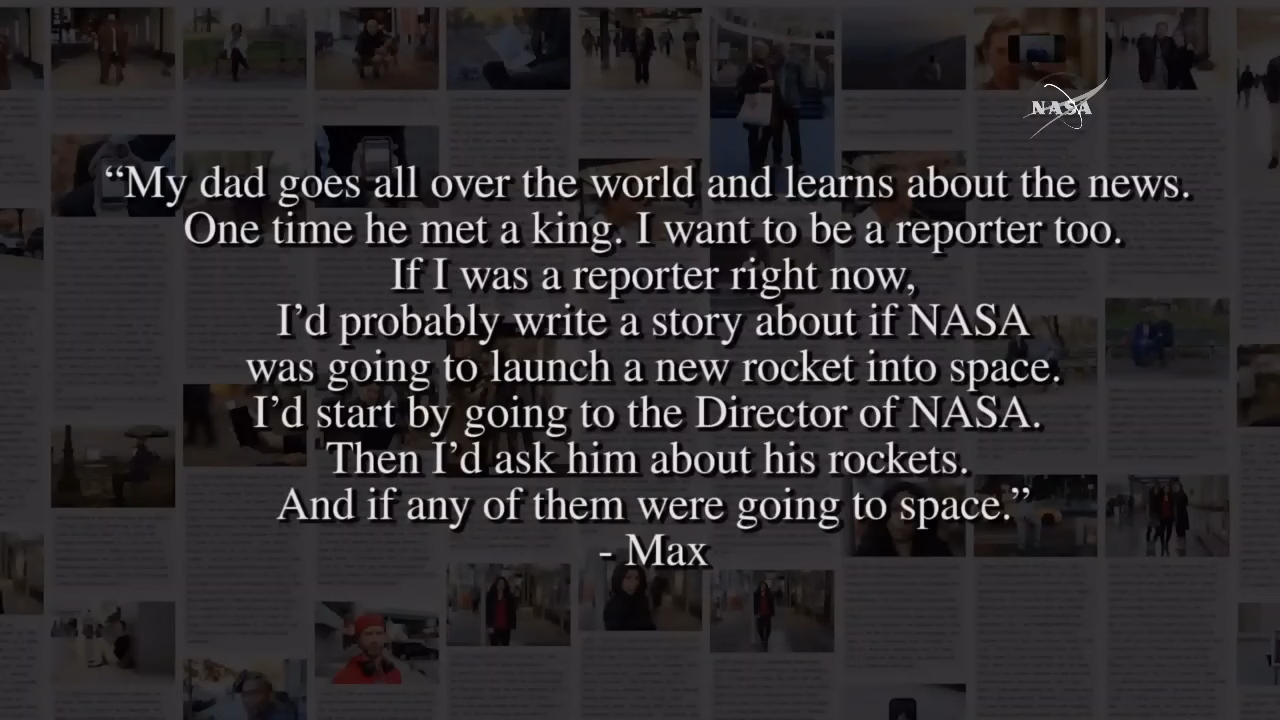 NASA
“My dad goes all over the world and learns about the news.
One time he met a king. I want to be a reporter too.
If I was a reporter right now,
I’d probably write a story about if NASA
was going to launch a new rocket into space.
I’d start by going to the Director of NASA.
Then I’d ask him about his rockets.
And if any of them were going to space.”
- Max